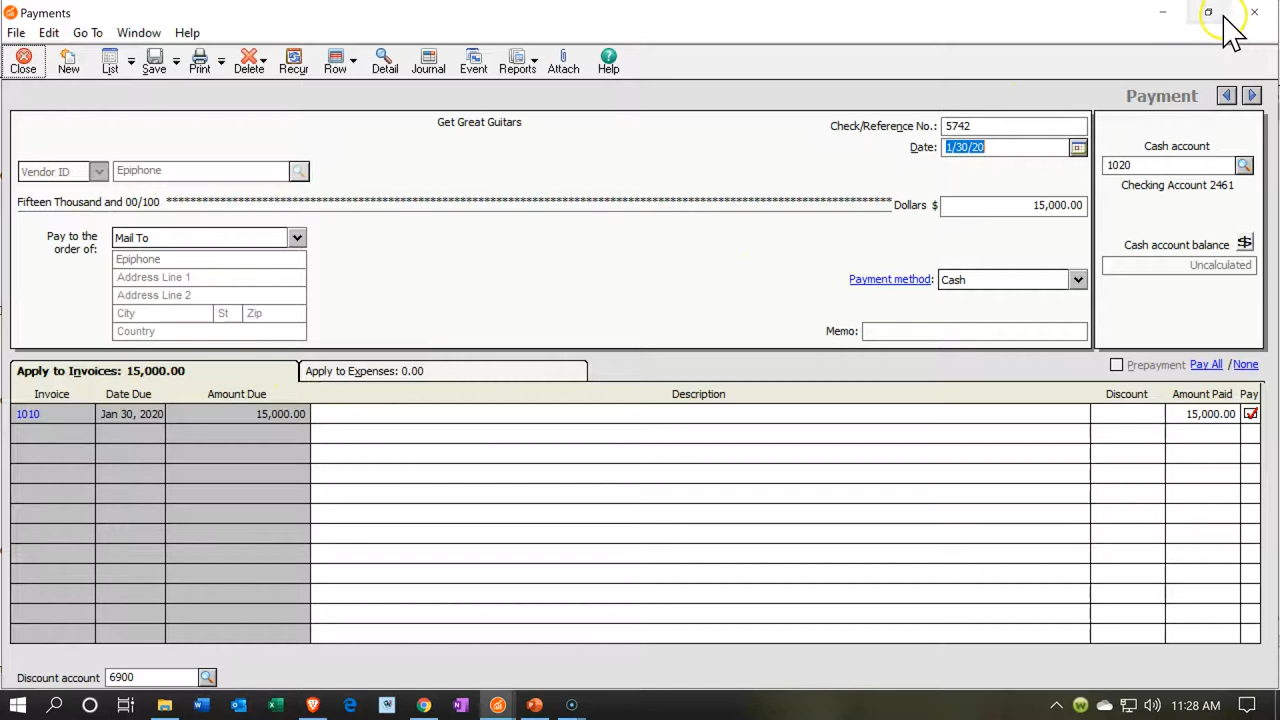 Payments
File Edit Go To Window Help
Close New List Save Print Delete Recur Row Detail Journal Event Reports Attach Help
Payment
Get Great Guitars
Check/Reference No.: 5742
Date: 1/30/20
Cash account
1020
Checking Account 2461
Vendor ID Epiphone
Fifteen Thousand and 00/100 ****************************************************************************************************************************************** Dollars $ 15,000.00
Pay to the order of: Mail To
Epiphone
Address Line 1
Address Line 2
City St Zip
Country
Cash account balance
Uncalculated
Payment method: Cash
Memo:
Apply to Invoices: 15,000.00 Apply to Expenses: 0.00 Prepayment Pay All / None
Invoice Date Due Amount Due Description Discount Amount Paid Pay
1010 Jan 30, 2020 15,000.00 15,000.00
Discount account 6900
11:28 AM